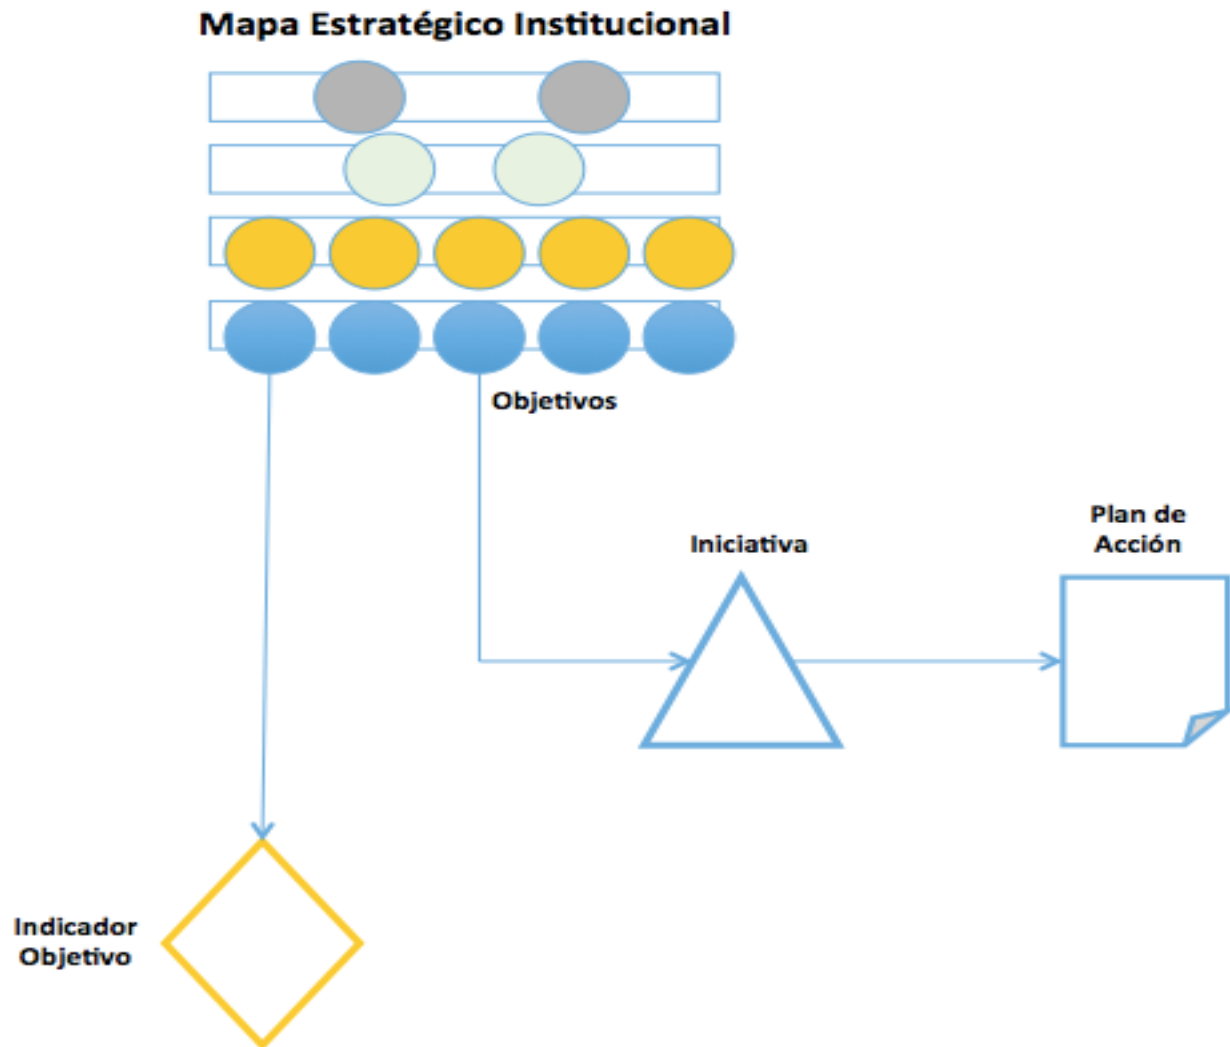 Mapa Estratégico Institucional
Objetivos
Iniciativa
Plan de
Acción
Indicador
Objetivo